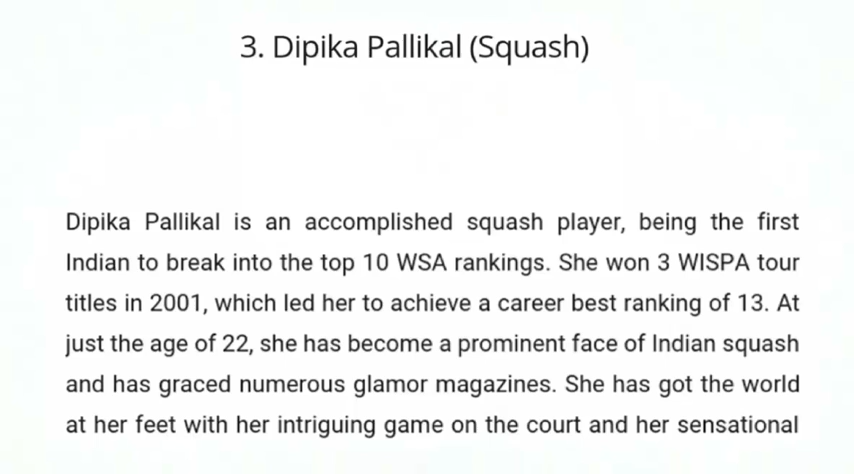 3. Dipika Pallikal (Squash)
Dipika Pallikal is an accomplished squash player, being the first
Indian to break into the top 10 WSA rankings. She won 3 WISPA tour
titles in 2001, which led her to achieve a career best ranking of 13. At
just the age of 22, she has become a prominent face of Indian squash
and has graced numerous glamor magazines. She has got the world
at her feet with her intriguing game on the court and her sensational